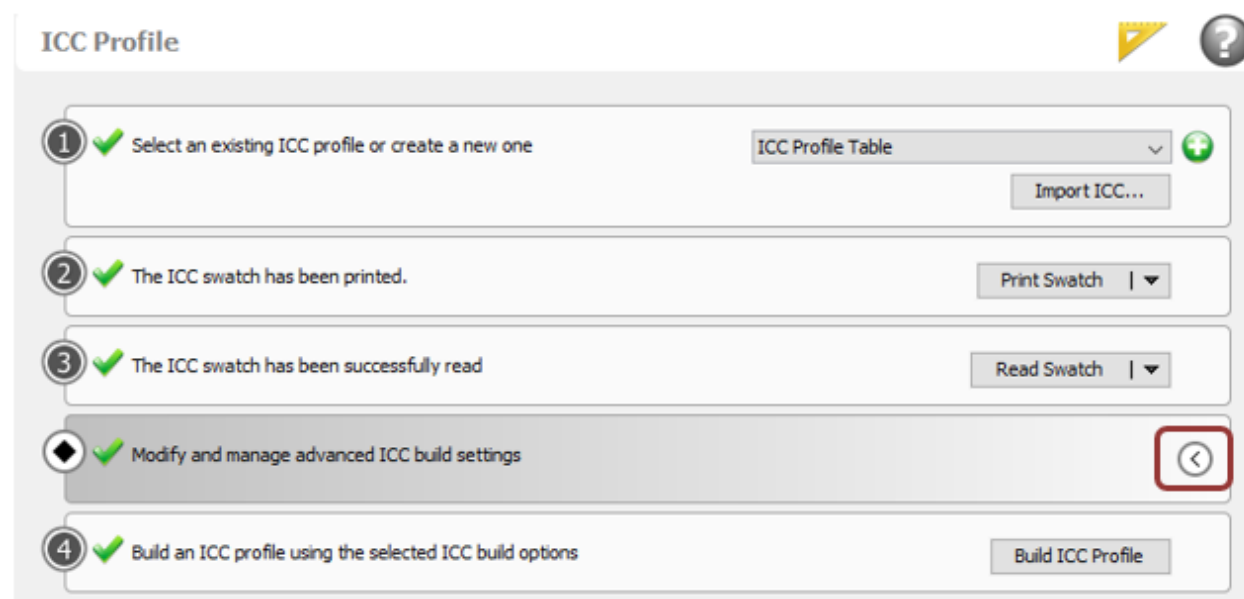 ICC Profile
?
1 Select an existing ICC profile or create a new one
ICC Profile Table
Import ICC...
2 The ICC swatch has been printed.
Print Swatch
3 The ICC swatch has been successfully read
Read Swatch
Modify and manage advanced ICC build settings
4 Build an ICC profile using the selected ICC build options
Build ICC Profile